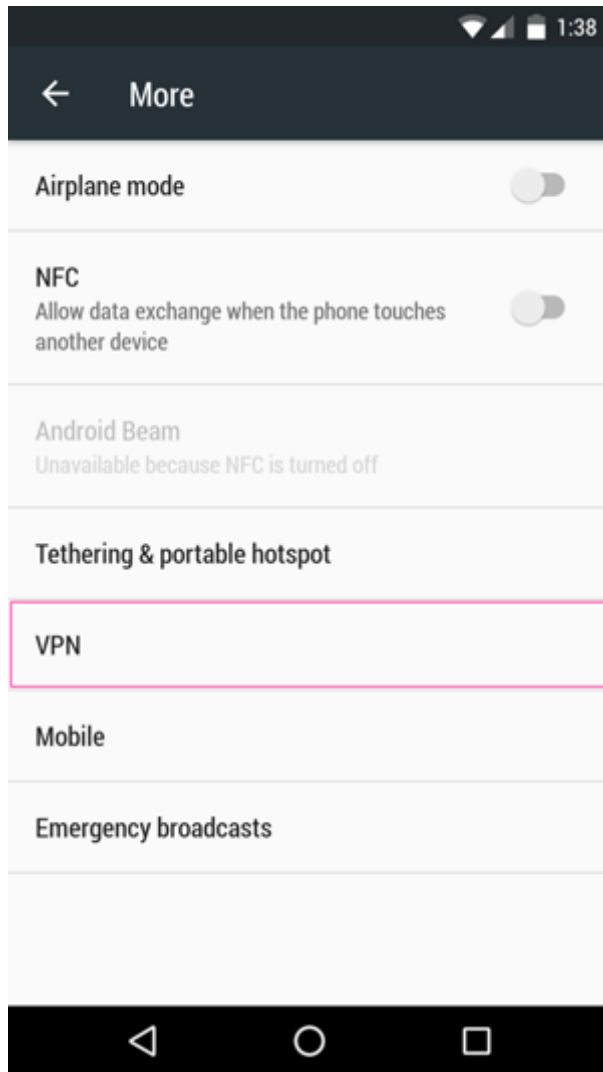 1:38
More
Airplane mode
NFC
Allow data exchange when the phone touches
another device
Android Beam
Unavailable because NFC is turned off
Tethering & portable hotspot
VPN
Mobile
Emergency broadcasts